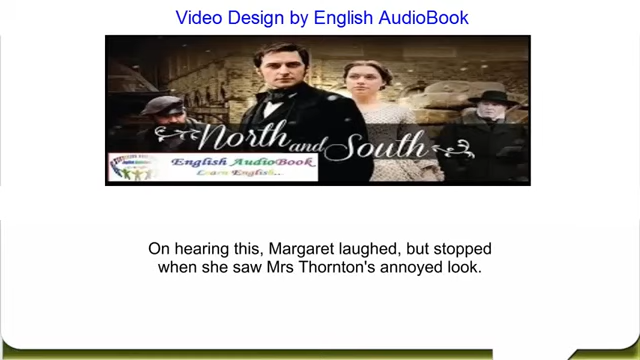 Video Design by English AudioBook
North and South
English AudioBook
Learn English...
On hearing this, Margaret laughed, but stopped
when she saw Mrs Thornton's annoyed look.